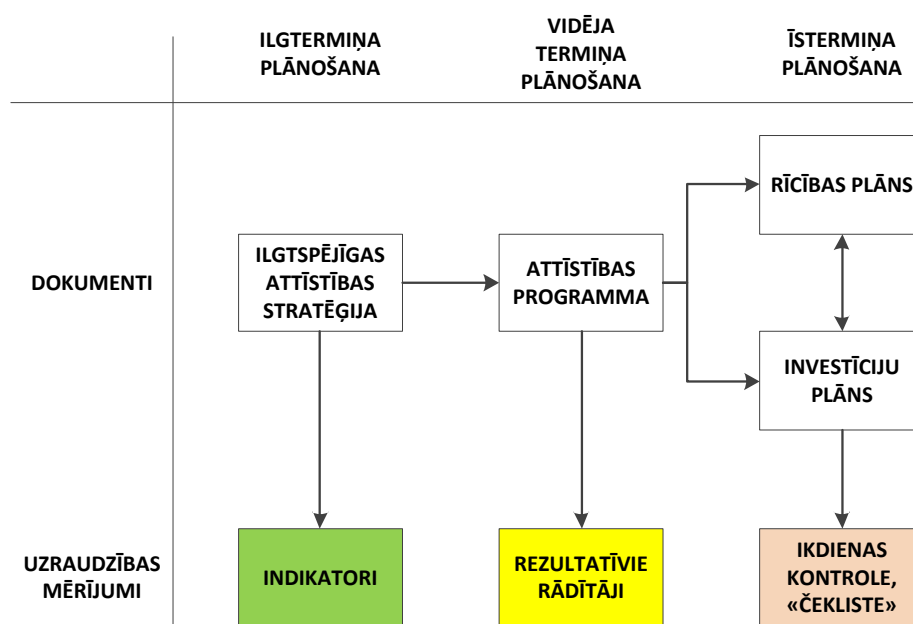 ILGTERMIŅA
PLĀNOŠANA
VIDĒJA
TERMIŅA
PLĀNOŠANA
ĪSTERMIŅA
PLĀNOŠANA
DOKUMENTI
ILGTSPĒJĪGAS
ATTĪSTĪBAS
STRATĒĢIJA
ATTĪSTĪBAS
PROGRAMMA
RĪCĪBAS PLĀNS
INVESTĪCIJU
PLĀNS
UZRAUDZĪBAS
MĒRĪJUMI
INDIKATORI
REZULTATĪVIE
RĀDĪTĀJI
IKDIENAS
KONTROLE,
«ČEKLISTE»